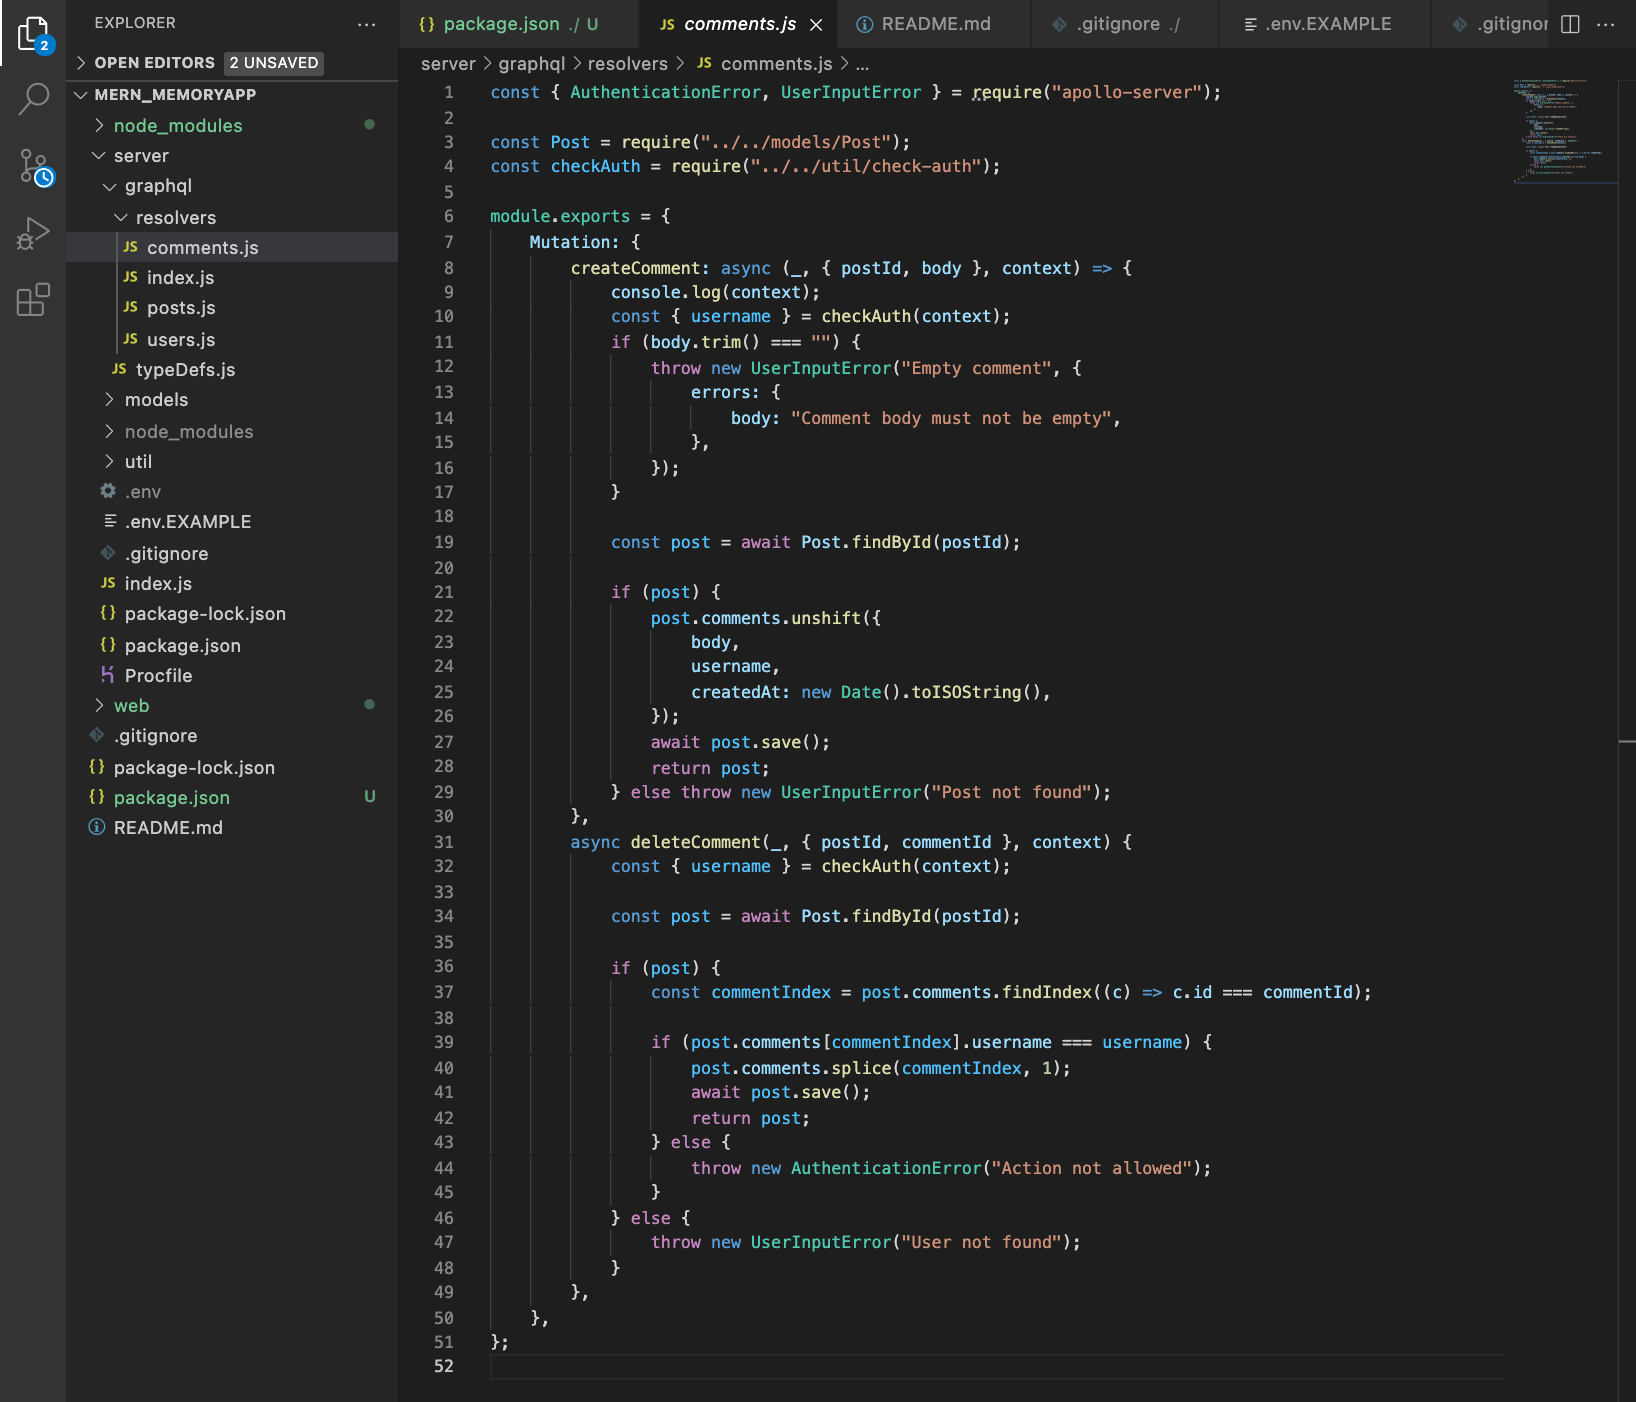 EXPLORER
OPEN EDITORS 2 UNSAVED
MERN_MEMORYAPP
node_modules
server
graphql
resolvers
JS comments.js
JS index.js
JS posts.js
JS users.js
JS typeDefs.js
models
node_modules
util
.env
.env.EXAMPLE
.gitignore
JS index.js
{} package-lock.json
{} package.json
Procfile
web
.gitignore
{} package-lock.json
{} package.json U
README.md
2
{} package.json ./ U
JS comments.js
README.md
.gitignore ./
.env.EXAMPLE
.gitignor
server > graphql > resolvers > JS comments.js > ...
1 const { AuthenticationError, UserInputError } = require("apollo-server");
2
3 const Post = require("../../models/Post");
4 const checkAuth = require("../../util/check-auth");
5
6 module.exports = {
7 Mutation: {
8 createComment: async (_, { postId, body }, context) => {
9 console.log(context);
10 const { username } = checkAuth(context);
11 if (body.trim() === "") {
12 throw new UserInputError("Empty comment", {
13 errors: {
14 body: "Comment body must not be empty",
15 },
16 });
17 }
18
19 const post = await Post.findById(postId);
20
21 if (post) {
22 post.comments.unshift({
23 body,
24 username,
25 createdAt: new Date().toISOString(),
26 });
27 await post.save();
28 return post;
29 } else throw new UserInputError("Post not found");
30 },
31 async deleteComment(_, { postId, commentId }, context) {
32 const { username } = checkAuth(context);
33
34 const post = await Post.findById(postId);
35
36 if (post) {
37 const commentIndex = post.comments.findIndex((c) => c.id === commentId);
38
39 if (post.comments[commentIndex].username === username) {
40 post.comments.splice(commentIndex, 1);
41 await post.save();
42 return post;
43 } else {
44 throw new AuthenticationError("Action not allowed");
45 }
46 } else {
47 throw new UserInputError("User not found");
48 }
49 },
50 },
51 };
52